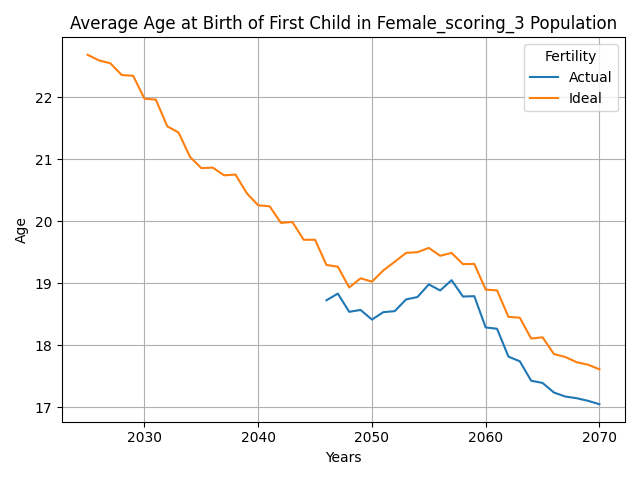 Average Age at Birth of First Child in Female_scoring_3 Population
Fertility
Actual
Ideal
22
21
20
19
18
17
Age
2030
2040
2050
2060
2070
Years